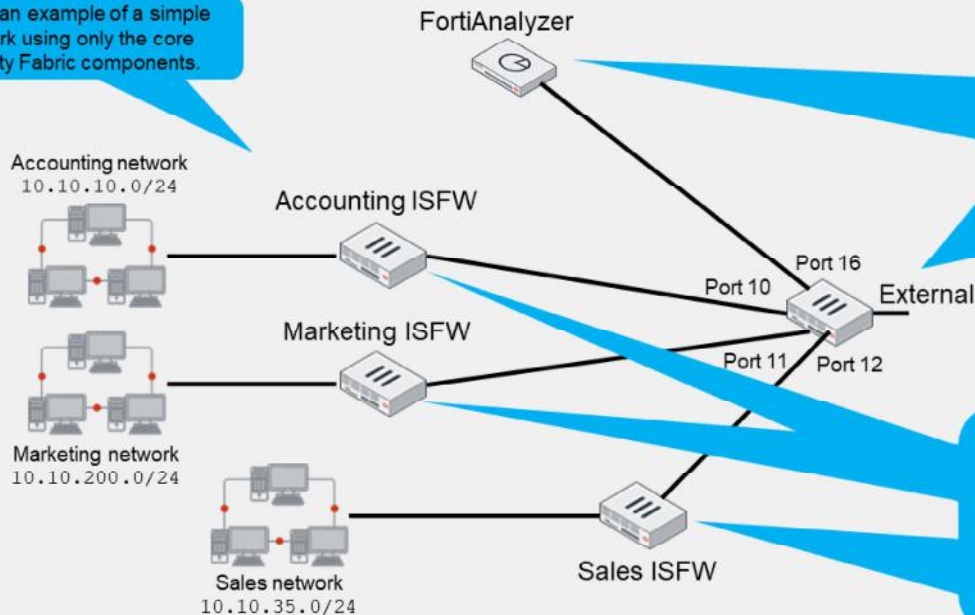 an example of a simple
rk using only the core
ty Fabric components.
FortiAnalyzer
Accounting network
10.10.10.0/24
Accounting ISFW
Port 16
Port 10
External
Marketing ISFW
Port 11
Port 12
Marketing network
10.10.200.0/24
Sales ISFW
Sales network
10.10.35.0/24